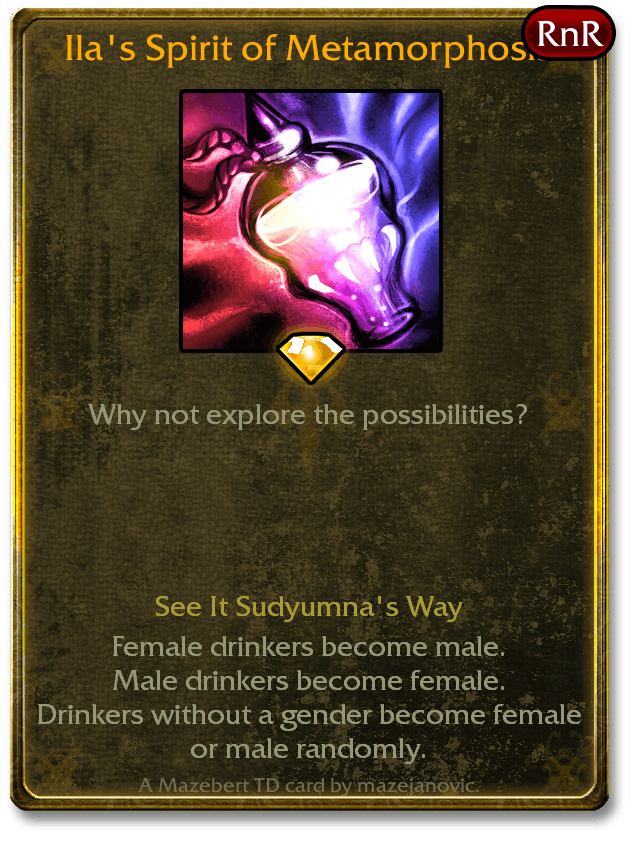 Ila's Spirit of Metamorphosi
RnR
Why not explore the possibilities?
See It Sudyumna's Way
Female drinkers become male.
Male drinkers become female.
Drinkers without a gender become female
or male randomly.
A Mazebert TD card by mazejanovic.